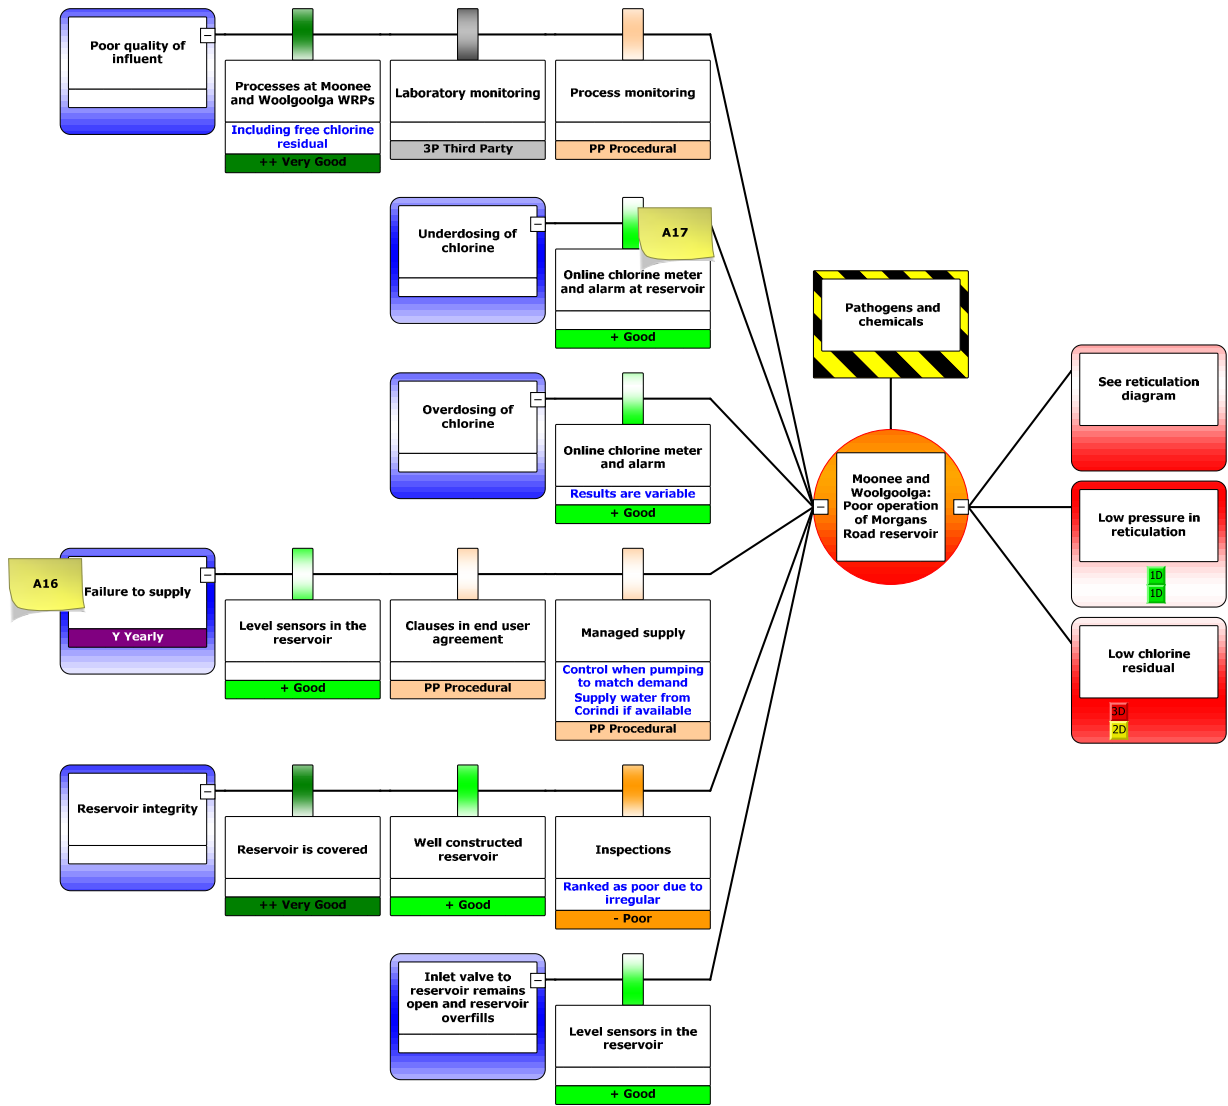 Poor quality of
influent
Processes at Moonee
and Woolgoolga WRPs
Including free chlorine
residual
++ Very Good
Laboratory monitoring
3P Third Party
Process monitoring
PP Procedural
Underdosing of
chlorine
A17
Online chlorine meter
and alarm at reservoir
+ Good
Overdosing of
chlorine
Online chlorine meter
and alarm
Results are variable
+ Good
A16
Failure to supply
Y Yearly
Level sensors in the
reservoir
+ Good
Clauses in end user
agreement
PP Procedural
Managed supply
Control when pumping
to match demand
Supply water from
Corindi if available
PP Procedural
Reservoir integrity
Reservoir is covered
++ Very Good
Well constructed
reservoir
+ Good
Inspections
Ranked as poor due to
irregular
- Poor
Inlet valve to
reservoir remains
open and reservoir
overfills
Level sensors in the
reservoir
+ Good
Pathogens and
chemicals
Moonee and
Woolgoolga:
Poor operation
of Morgans
Road reservoir
See reticulation
diagram
Low pressure in
reticulation
1D
1D
Low chlorine
residual
3D
2D